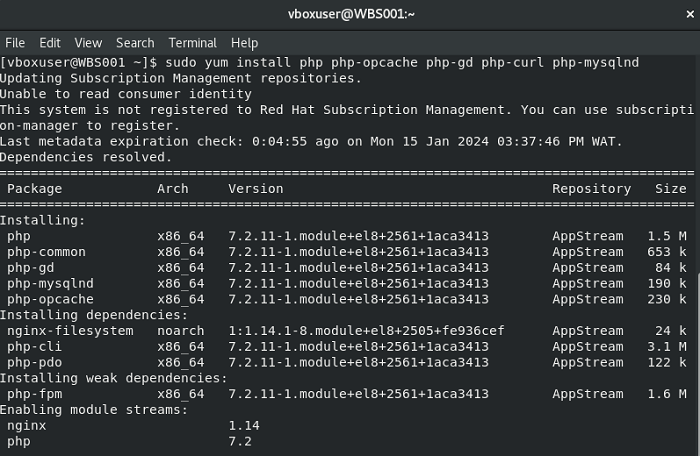 vboxuser@WBS001:~
File Edit View Search Terminal Help
[vboxuser@WBS001 ~]$ sudo yum install php php-opcache php-gd php-curl php-mysqlnd
Updating Subscription Management repositories.
Unable to read consumer identity
This system is not registered to Red Hat Subscription Management. You can use subscripti
on-manager to register.
Last metadata expiration check: 0:04:55 ago on Mon 15 Jan 2024 03:37:46 PM WAT.
Dependencies resolved.
================================================================================
Package Arch Version Repository Size
================================================================================
Installing:
php x86_64 7.2.11-1.module+el8+2561+1aca3413 AppStream 1.5 M
php-common x86_64 7.2.11-1.module+el8+2561+1aca3413 AppStream 653 k
php-gd x86_64 7.2.11-1.module+el8+2561+1aca3413 AppStream 84 k
php-mysqlnd x86_64 7.2.11-1.module+el8+2561+1aca3413 AppStream 190 k
php-opcache x86_64 7.2.11-1.module+el8+2561+1aca3413 AppStream 230 k
Installing dependencies:
nginx-filesystem noarch 1:1.14.1-8.module+el8+2505+fe936cef AppStream 24 k
php-cli x86_64 7.2.11-1.module+el8+2561+1aca3413 AppStream 3.1 M
php-pdo x86_64 7.2.11-1.module+el8+2561+1aca3413 AppStream 122 k
Installing weak dependencies:
php-fpm x86_64 7.2.11-1.module+el8+2561+1aca3413 AppStream 1.6 M
Enabling module streams:
nginx 1.14
php 7.2